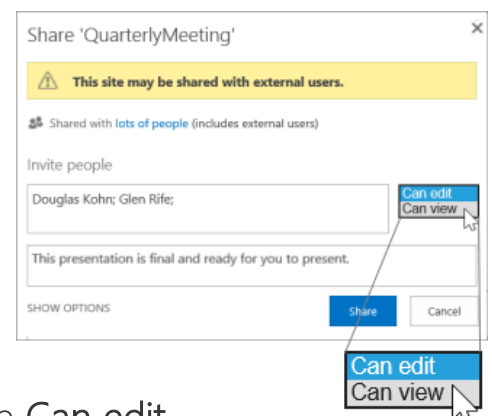 Share 'QuarterlyMeeting'
This site may be shared with external users.
Shared with lots of people (includes external users)
Invite people
Douglas Kohn; Glen Rife;
Can edit
Can view
This presentation is final and ready for you to present.
SHOW OPTIONS
Share
Cancel
Can edit
Can view
Can edit